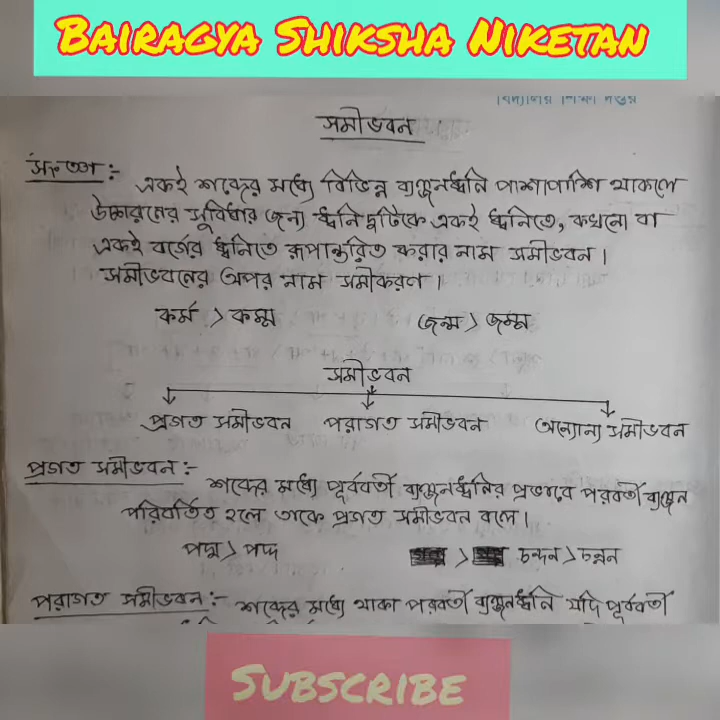 BAIRAGYA SHIKSHA NIKETAN
বিদ্যালয় শিক্ষা দপ্তর
সমীভবন
একই শব্দের মধ্যে বিভিন্ন ব্যঞ্জনধ্বনি পাশাপাশি থাকলে
উচ্চারণের সুবিধার জন্য ধ্বনি দুটিকে একই ধ্বনিতে, কখনো বা
একই বর্গের ধ্বনিতে রূপান্তরিত করার নাম সমীভবন।
সমীভবনের অপর নাম সমীকরণ।
কর্ম > কম্ম জন্ম > জম্ম
সমীভবন
প্রগত সমীভবন পরাগত সমীভবন অন্যোন্য সমীভবন
প্রগত সমীভবন :- শব্দের মধ্যে পূর্ববর্তী ব্যঞ্জনধ্বনির প্রভাবে পরবর্তী ব্যঞ্জন
পরিবর্তিত হলে তাকে প্রগত সমীভবন বলে।
পদ্ম > পদ্দ > চন্দন > চন্নন
পরাগত সমীভবন :- শব্দের মধ্যে থাকা পরবর্তী ব্যঞ্জনধ্বনি যদি পূর্ববর্তী
SUBSCRIBE